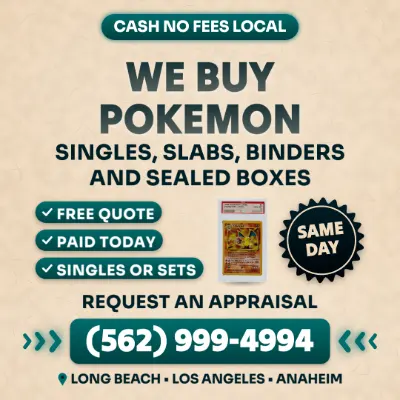 CASH NO FEES LOCAL
WE BUY
POKEMON
SINGLES, SLABS, BINDERS
AND SEALED BOXES
✓ FREE QUOTE
✓ PAID TODAY
✓ SINGLES OR SETS
SAME
DAY
REQUEST AN APPRAISAL
(562) 999-4994
LONG BEACH • LOS ANGELES • ANAHEIM